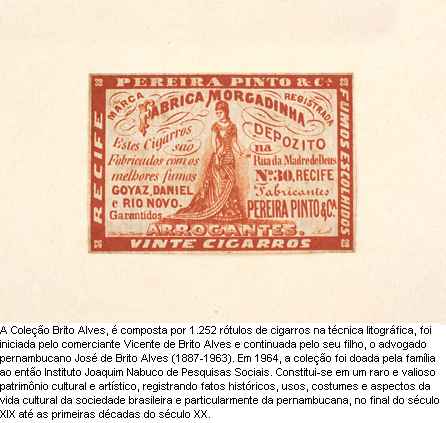 PEREIRA PINTO & Cª
RECIFE
FUMOS ESCOLHIDOS
MARCA REGISTRADA
FABRICA MORGADINHA
Estes Cigarros
são
Fabricados com os
melhores fumos
GOYAZ, DANIEL
E RIO NOVO.
Garentidos
DEPOZITO
na
Rua da Madre de Deus
Nº 30, RECIFE
Fabricantes
PEREIRA PINTO & Cª.
ARROGANTES.
VINTE CIGARROS
A Coleção Brito Alves, é composta por 1.252 rótulos de cigarros na técnica litográfica, foi
iniciada pelo comerciante Vicente de Brito Alves e continuada pelo seu filho, o advogado
pernambucano José de Brito Alves (1887-1963). Em 1964, a coleção foi doada pela família
ao então Instituto Joaquim Nabuco de Pesquisas Sociais. Constitui-se em um raro e valioso
patrimônio cultural e artístico, registrando fatos históricos, usos, costumes e aspectos da
vida cultural da sociedade brasileira e particularmente da pernambucana, no final do século
XIX até as primeiras décadas do século XX.